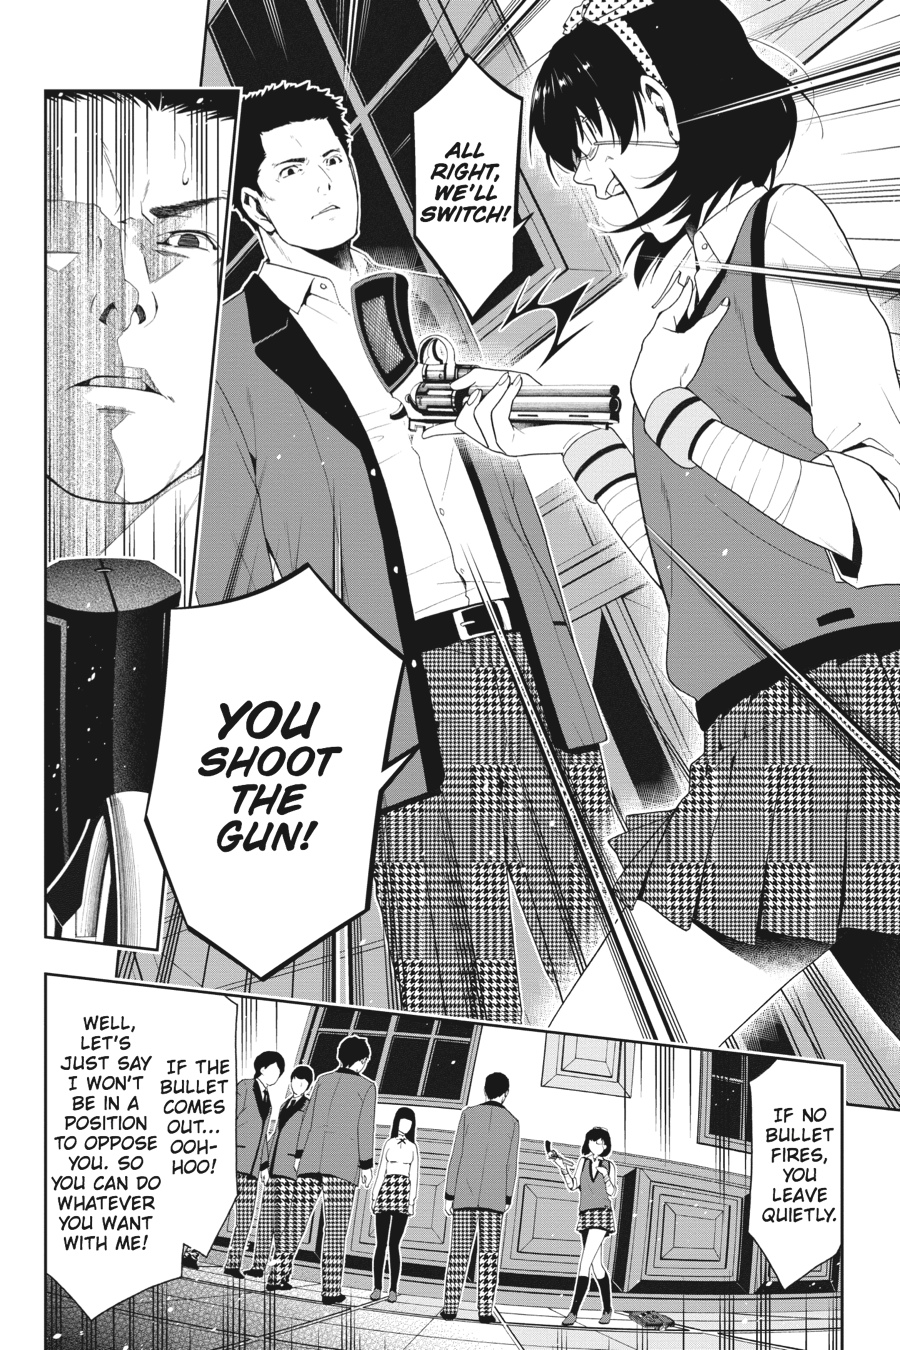 ALL
RIGHT,
WE'LL
SWITCH!
YOU
SHOOT
THE
GUN!
IF NO
BULLET
FIRES,
YOU
LEAVE
QUIETLY.
IF THE
BULLET
COMES
OUT...
OOH-
HOO!
WELL,
LET'S
JUST SAY
I WON'T
BE IN A
POSITION
TO OPPOSE
YOU. SO
YOU CAN DO
WHATEVER
YOU WANT
WITH ME!